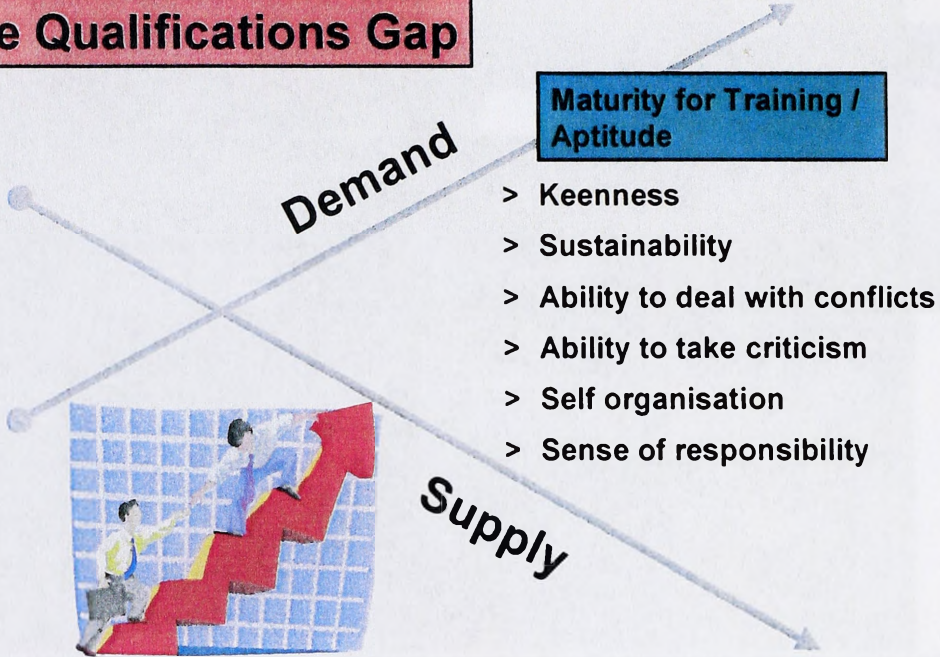 e Qualifications Gap
Maturity for Training /
Aptitude
Demand
> Keenness
> Sustainability
> Ability to deal with conflicts
> Ability to take criticism
> Self organisation
> Sense of responsibility
Supply